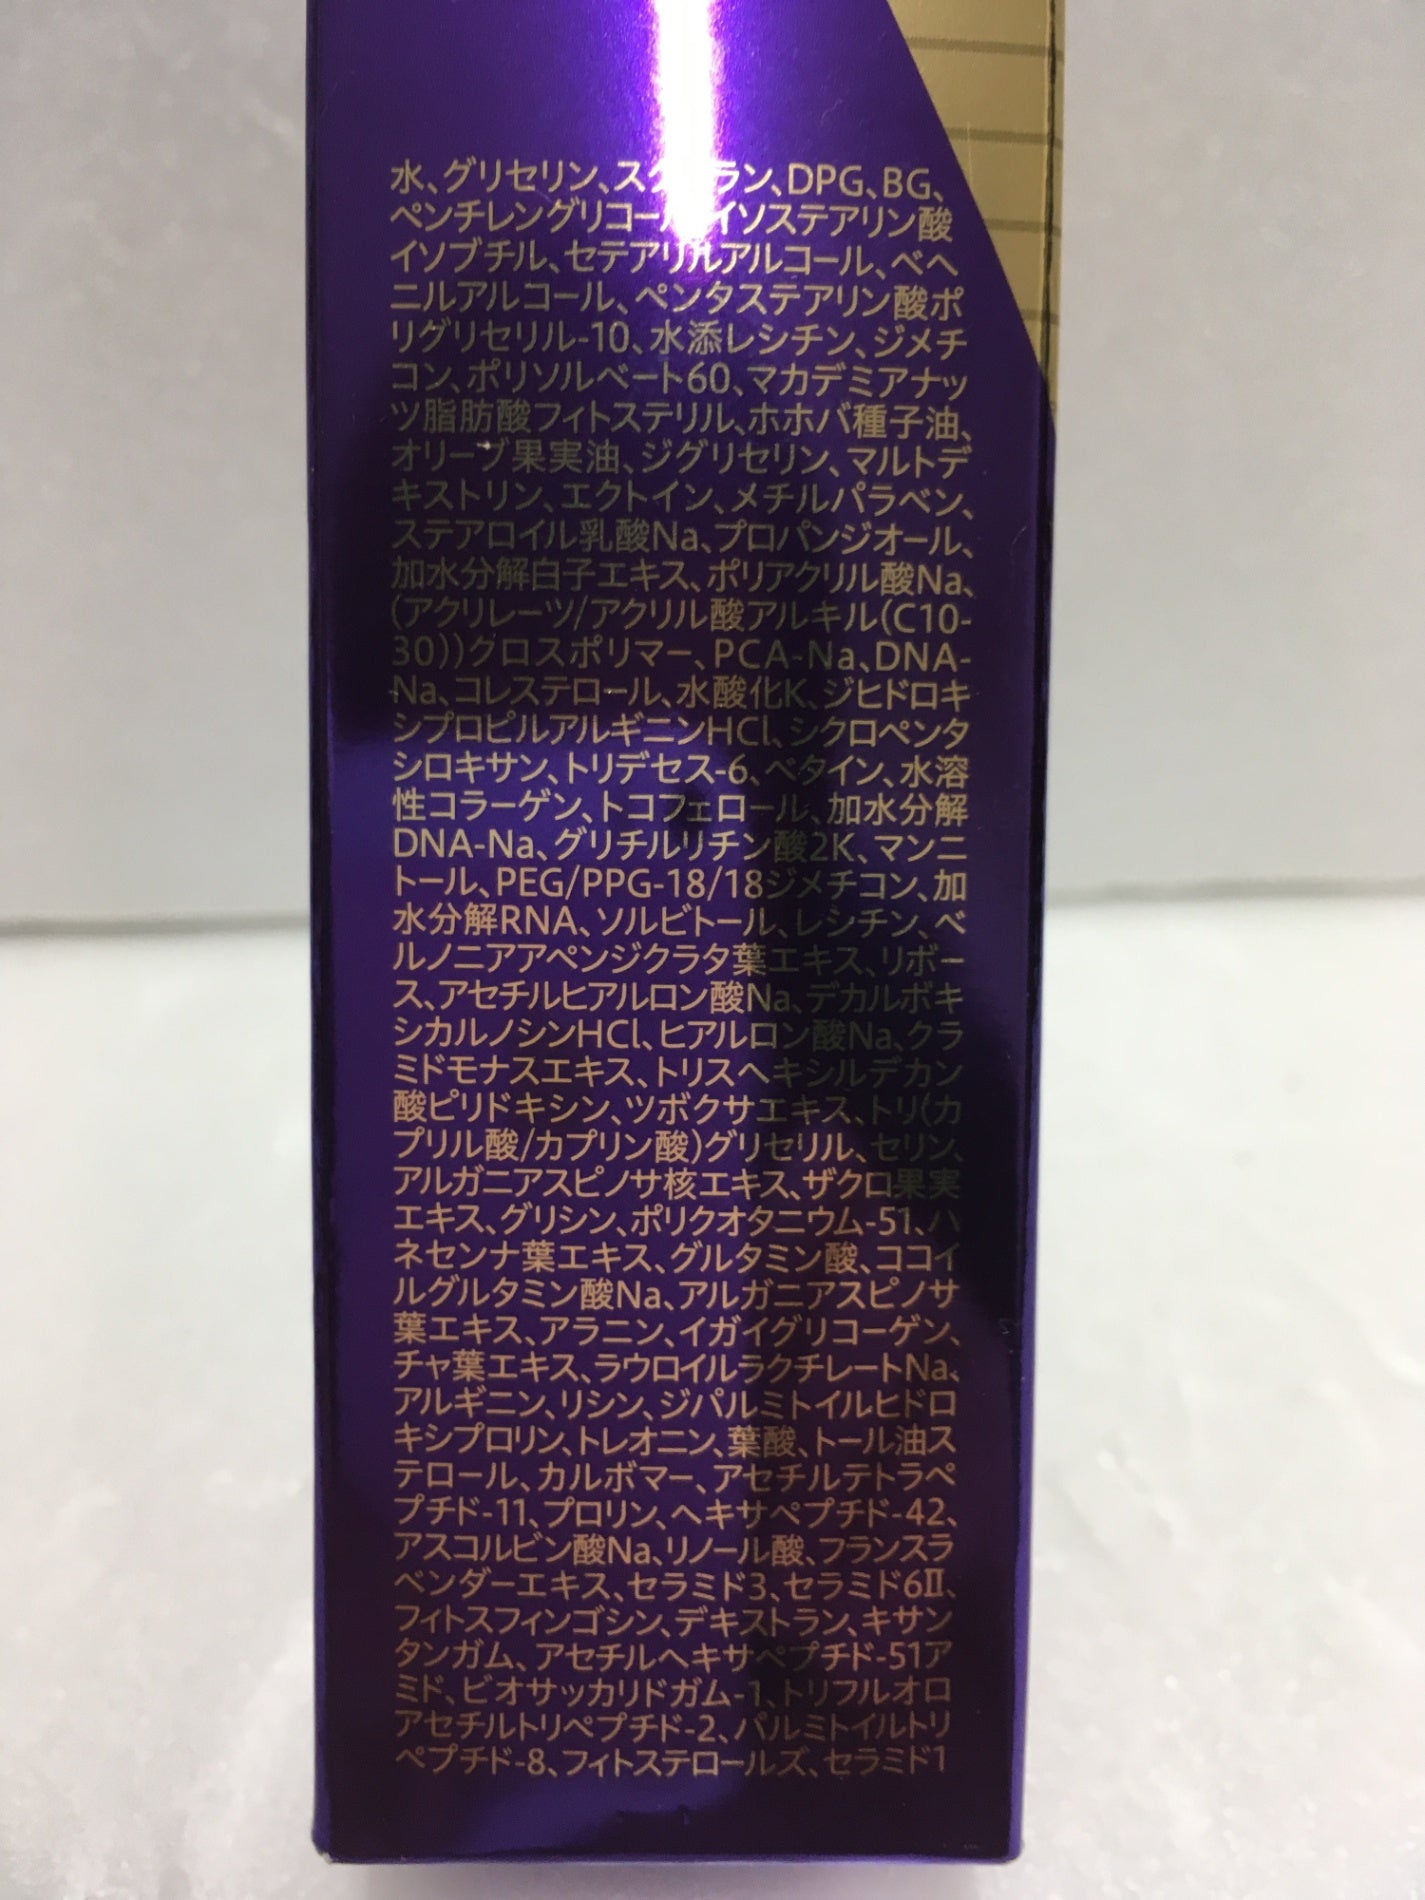 水、グリセリン、スクワラン、DPG、BG、
ペンチレングリコール、イソステアリン酸
イソブチル、セテアリルアルコール、ベヘ
ニルアルコール、ペンタステアリン酸ポ
リグリセリル-10、水添レシチン、ジメチ
コン、ポリソルベート60、マカデミアナッ
ツ脂肪酸フィトステリル、ホホバ種子油、
オリーブ果実油、ジグリセリン、マルトデ
キストリン、エクトイン、メチルパラベン、
ステアロイル乳酸Na、プロパンジオール、
加水分解白子エキス、ポリアクリル酸Na、
(アクリレーツ/アクリル酸アルキル(C10-
30))クロスポリマー、PCA-Na、DNA-
Na、コレステロール、水酸化K、ジヒドロキ
シプロピルアルギニンHCl、シクロペンタ
シロキサン、トリデセス-6、ベタイン、水溶
性コラーゲン、トコフェロール、加水分解
DNA-Na、グリチルリチン酸2K、マンニ
トール、PEG/PPG-18/18ジメチコン、加
水分解RNA、ソルビトール、レシチン、ベ
ルノニアアペンジクラタ葉エキス、リボー
ス、アセチルヒアルロン酸Na、デカルボキ
シカルノシンHCl、ヒアルロン酸Na、クラ
ミドモナスエキス、トリスヘキシルデカン
酸ピリドキシン、ツボクサエキス、トリ(カ
プリル酸/カプリン酸)グリセリル、セリン、
アルガニアスピノサ核エキス、ザクロ果実
エキス、グリシン、ポリクオタニウム-51、ハ
ネセンナ葉エキス、グルタミン酸、ココイ
ルグルタミン酸Na、アルガニアスピノサ
葉エキス、アラニン、イガイグリコーゲン、
チャ葉エキス、ラウロイルラクチレートNa、
アルギニン、リシン、ジパルミトイルヒドロ
キシプロリン、トレオニン、葉酸、トール油ス
テロール、カルボマー、アセチルテトラペ
プチド-11、プロリン、ヘキサペプチド-42、
アスコルビン酸Na、リノール酸、フランスラ
ベンダーエキス、セラミド3、セラミド6Ⅱ、
フィトスフィンゴシン、デキストラン、キサン
タンガム、アセチルヘキサペプチド-51ア
ミド、ビオサッカリドガム-1、トリフルオロ
アセチルトリペプチド-2、パルミトイルトリ
ペプチド-8、フィトステロールズ、セラミド1